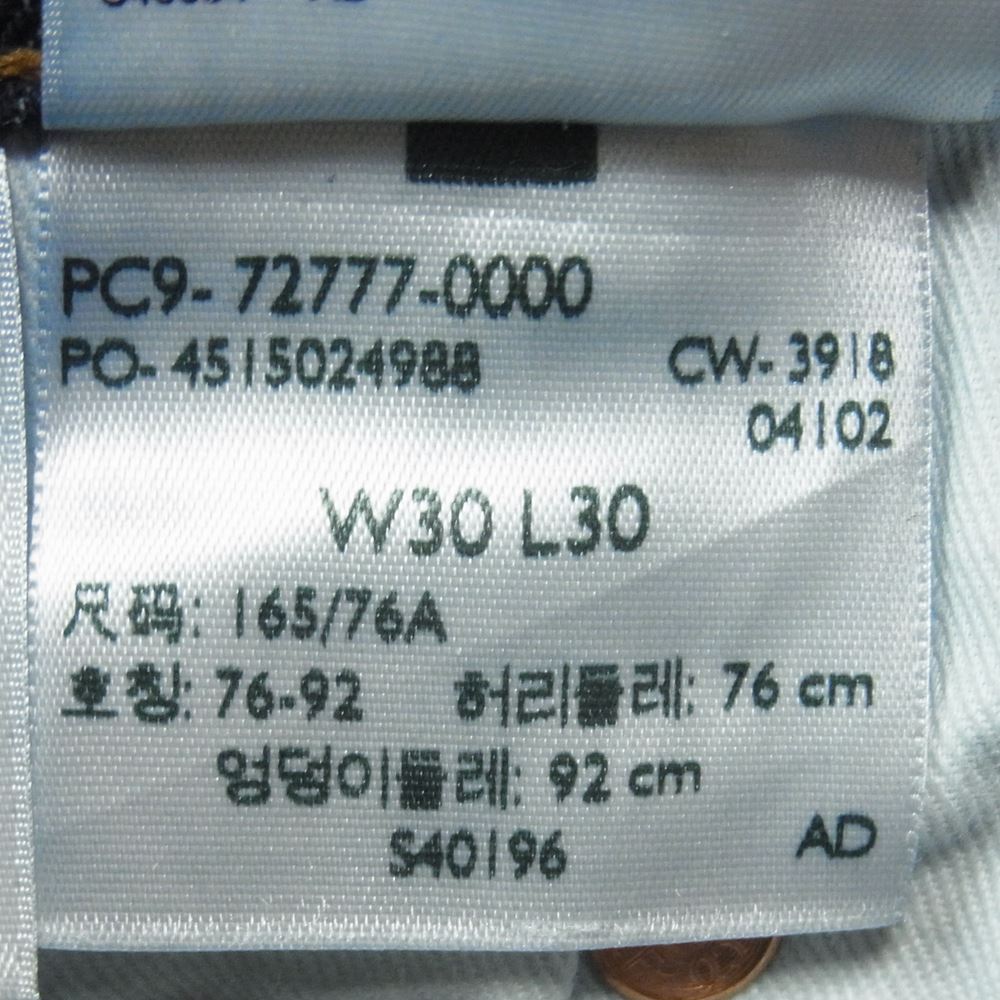 PC9- 72777-0000
PO- 4515024988 CW- 3918
04102
W30 L30
尺码: 165/76A
호칭: 76-92 허리둘레: 76 cm
엉덩이둘레: 92 cm
S40196 AD